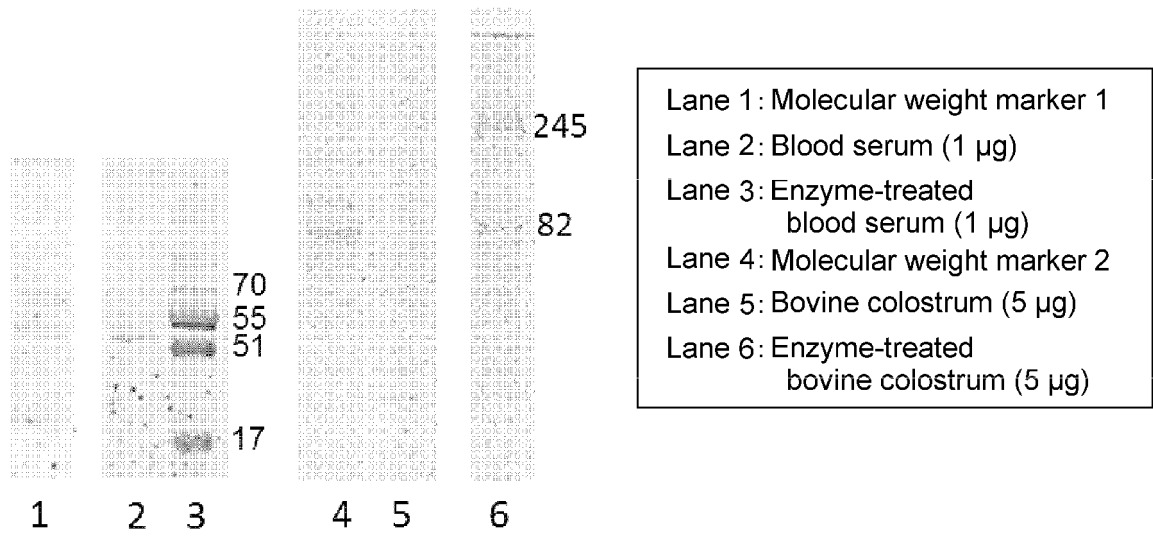 245
82
70
55
51
17
1 2 3 4 5 6
Lane 1: Molecular weight marker 1
Lane 2: Blood serum (1 µg)
Lane 3: Enzyme-treated
blood serum (1 µg)
Lane 4: Molecular weight marker 2
Lane 5: Bovine colostrum (5 µg)
Lane 6: Enzyme-treated
bovine colostrum (5 µg)